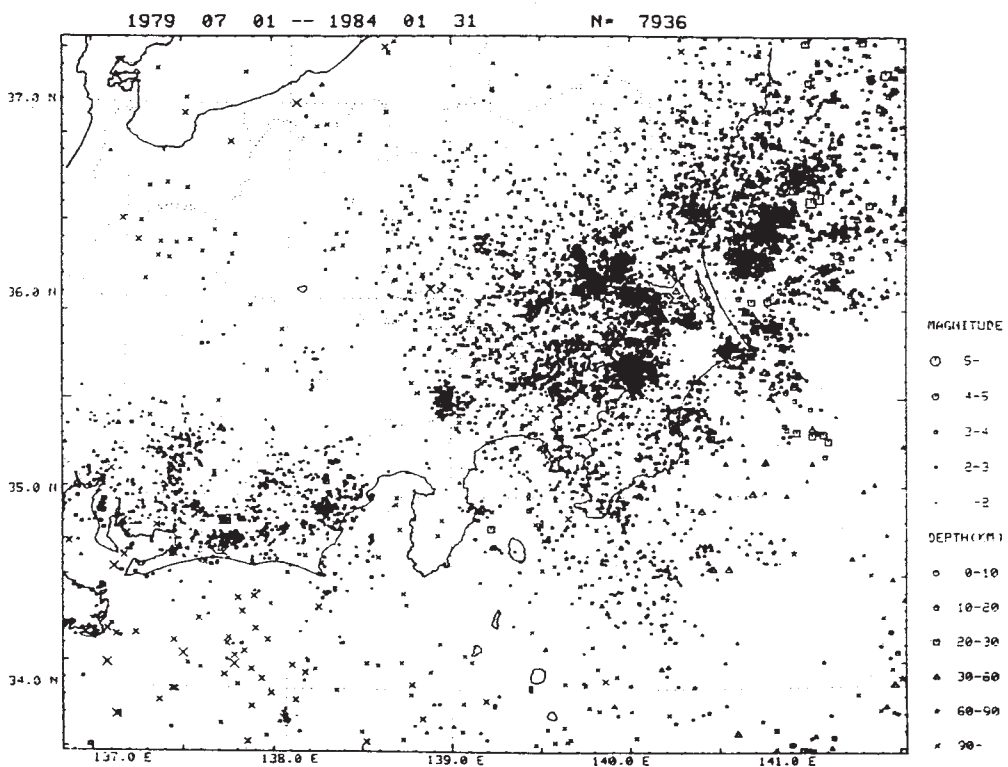 1979 07 01 -- 1984 01 31 N= 7936
37.0 N
36.0 N
35.0 N
34.0 N
137.0 E 138.0 E 139.0 E 140.0 E 141.0 E
MAGNITUDE
5-
4-5
3-4
2-3
-2
DEPTH(KM)
0-10
10-20
20-30
30-60
60-90
90-